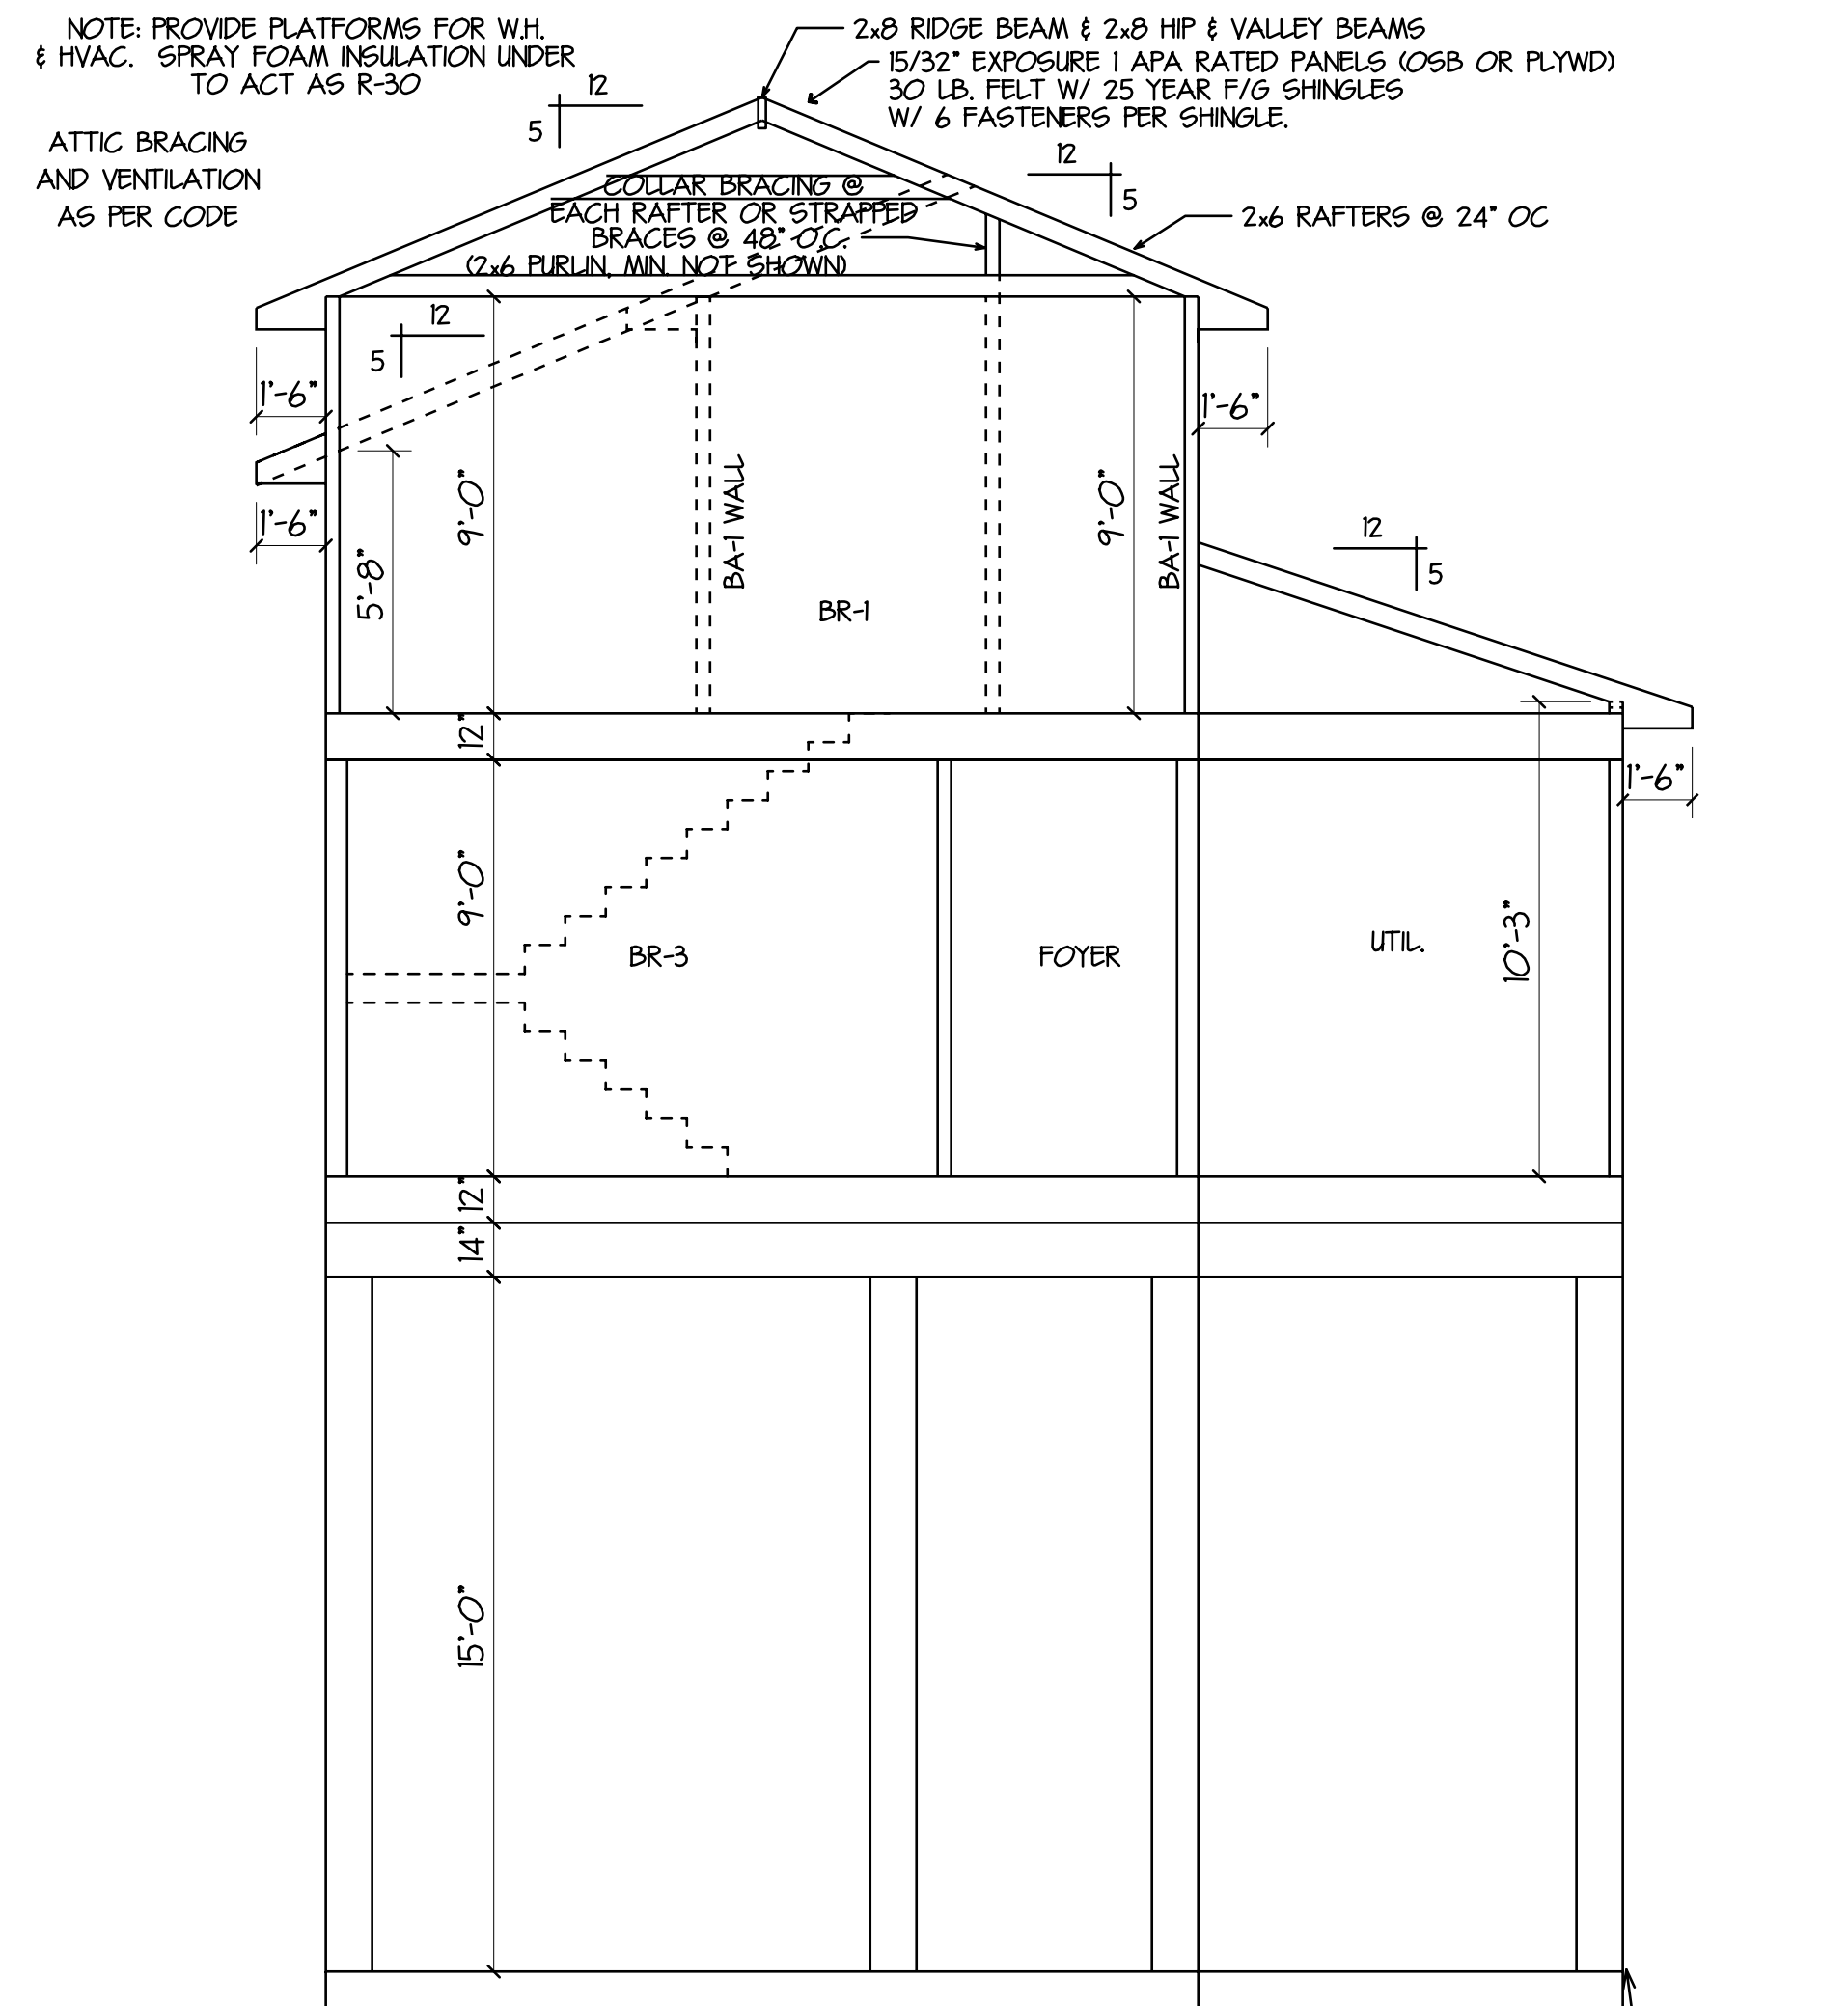 NOTE: PROVIDE PLATFORMS FOR W.H.
& HVAC. SPRAY FOAM INSULATION UNDER
TO ACT AS R-30
ATTIC BRACING
AND VENTILATION
AS PER CODE
2x8 RIDGE BEAM & 2x8 HIP & VALLEY BEAMS
15/32" EXPOSURE 1 APA RATED PANELS (OSB OR PLYWD)
30 LB. FELT W/ 25 YEAR F/G SHINGLES
W/ 6 FASTENERS PER SHINGLE.
12
5
12
5
2x6 RAFTERS @ 24" OC
COLLAR BRACING @
EACH RAFTER OR STRAPPED
BRACES @ 48" O.C.
(2x6 PURLIN, MIN. NOT SHOWN)
12
5
1'-6"
1'-6"
1'-6"
5'-8"
9'-0"
BA-1 WALL
9'-0"
BA-1 WALL
BR-1
12
5
12"
1'-6"
9'-0"
BR-3
FOYER
UTIL.
10'-3"
12"
14"
15'-0"